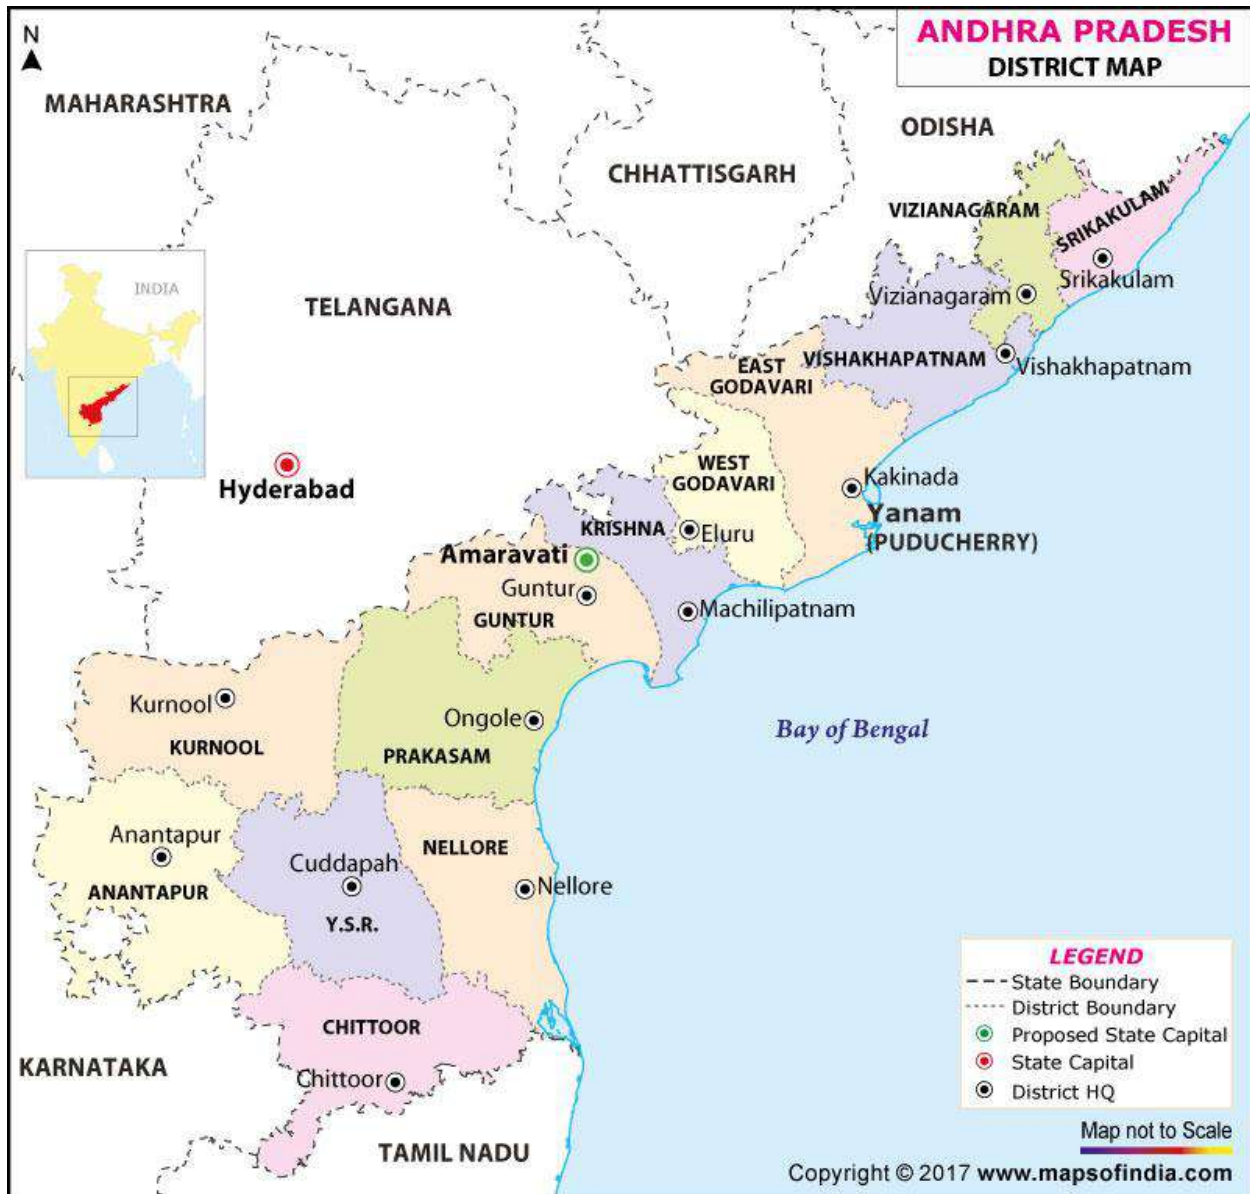 ANDHRA PRADESH
DISTRICT MAP
N
MAHARASHTRA
ODISHA
CHHATTISGARH
VIZIANAGARAM
SRIKAKULAM
Srikakulam
INDIA
Vizianagaram
TELANGANA
VISHAKHAPATNAM
Vishakhapatnam
EAST
GODAVARI
WEST
GODAVARI
Hyderabad
Kakinada
Yanam
(PUDUCHERRY)
KRISHNA
Eluru
Amaravati
Guntur
GUNTUR
Machilipatnam
Kurnool
KURNOOL
Ongole
PRAKASAM
Bay of Bengal
Anantapur
ANANTAPUR
Cuddapah
Y.S.R.
NELLORE
Nellore
CHITTOOR
Chittoor
KARNATAKA
TAMIL NADU
LEGEND
State Boundary
District Boundary
Proposed State Capital
State Capital
District HQ
Map not to Scale
Copyright © 2017 www.mapsofindia.com